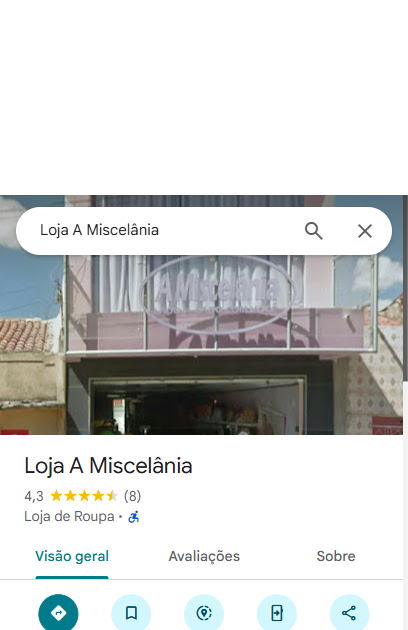 Loja A Miscelânia
A Miscelânia
Loja A Miscelânia
4,3 (8)
Loja de Roupa ·
Visão geral Avaliações Sobre